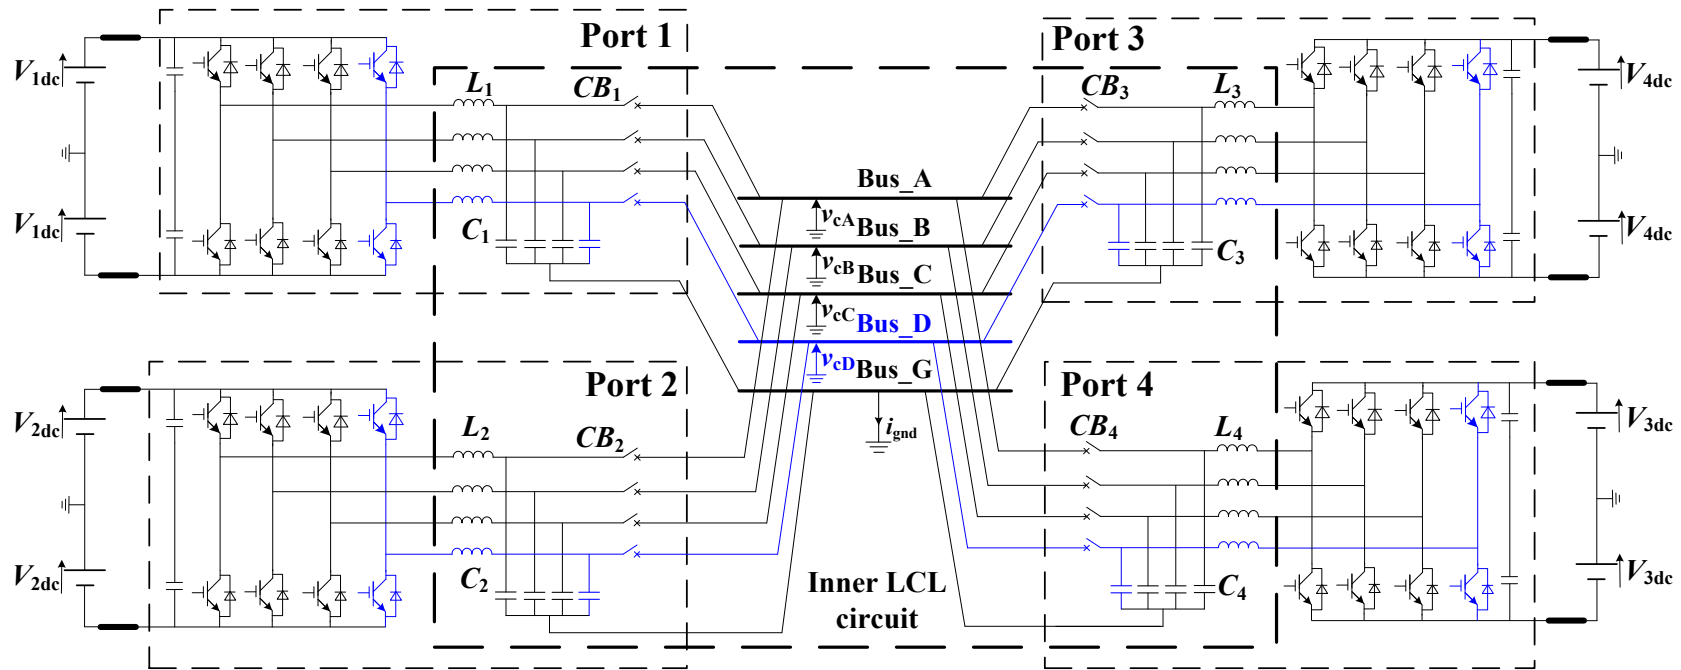 Port 1
V1dc
V1dc
L1
CB1
C1
Port 3
CB3
L3
C3
V4dc
V4dc
Bus_A
vcA
Bus_B
vcB
Bus_C
vcC
Bus_D
vcD
Bus_G
ignd
Port 2
V2dc
V2dc
L2
CB2
C2
Port 4
CB4
L4
C4
V3dc
V3dc
Inner LCL
circuit